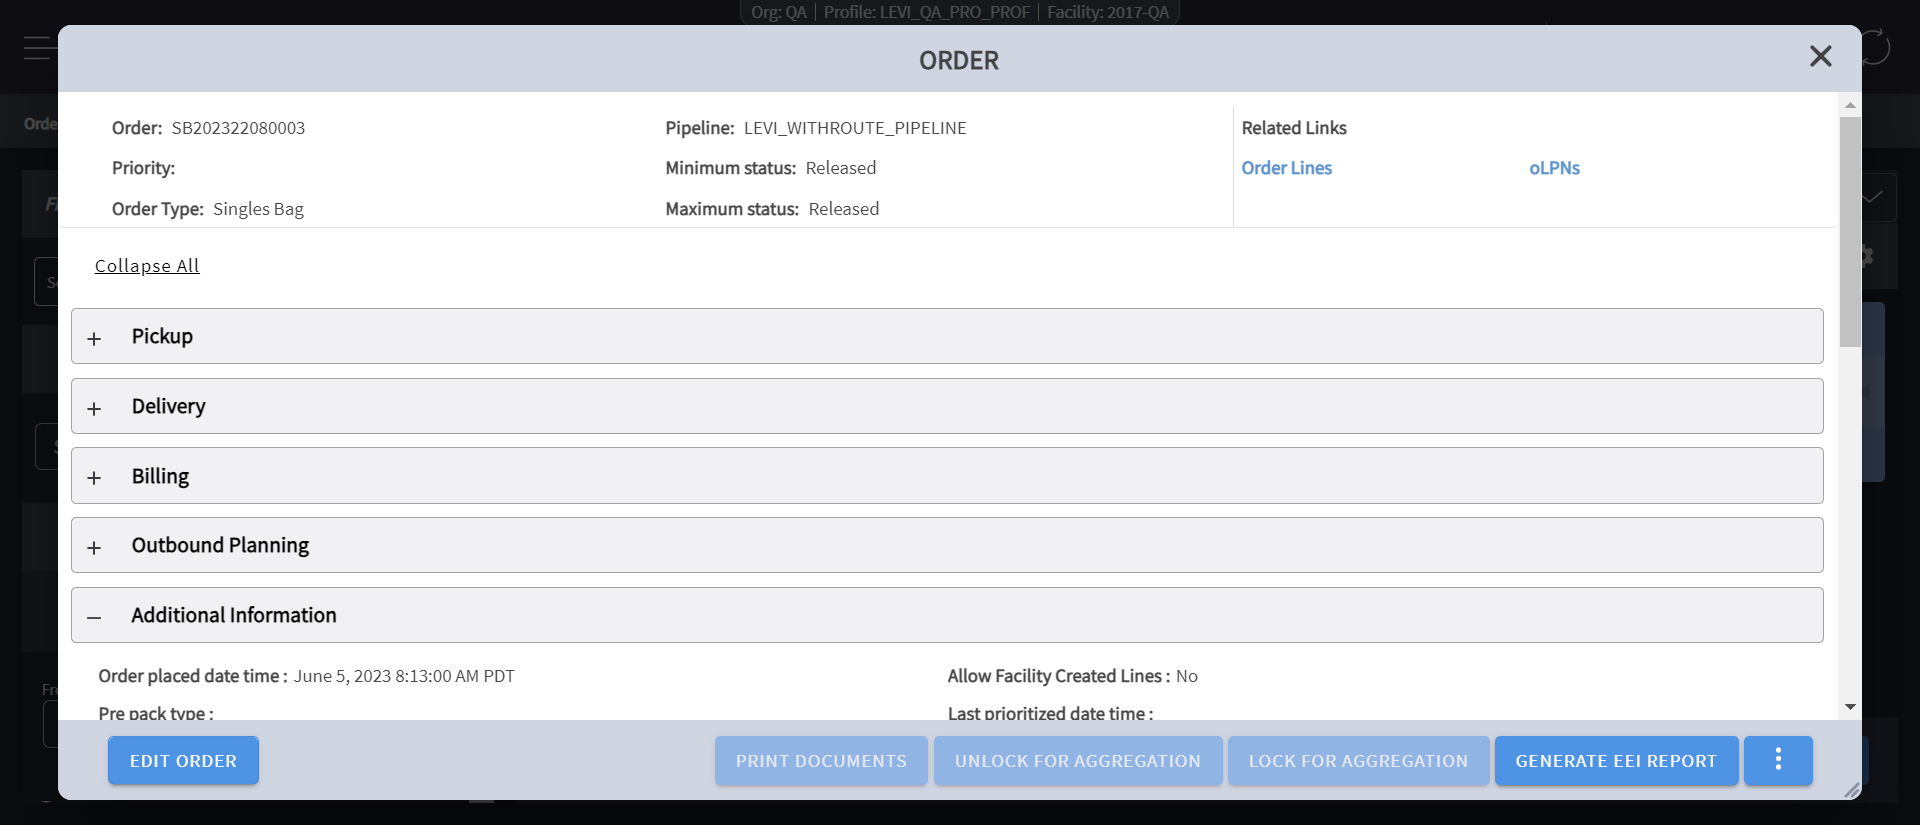 Org: QA | Profile: LEVI_QA_PRO_PROF | Facility: 2017-QA
ORDER
Order: SB202322080003
Pipeline: LEVI_WITHROUTE_PIPELINE
Related Links
Priority:
Minimum status: Released
Order Lines
oLPNs
Order Type: Singles Bag
Maximum status: Released
Collapse All
Pickup
Delivery
Billing
Outbound Planning
Additional Information
Order placed date time : June 5, 2023 8:13:00 AM PDT
Allow Facility Created Lines : No
Pre pack type :
Last prioritized date time :
EDIT ORDER
PRINT DOCUMENTS
UNLOCK FOR AGGREGATION
LOCK FOR AGGREGATION
GENERATE EEI REPORT